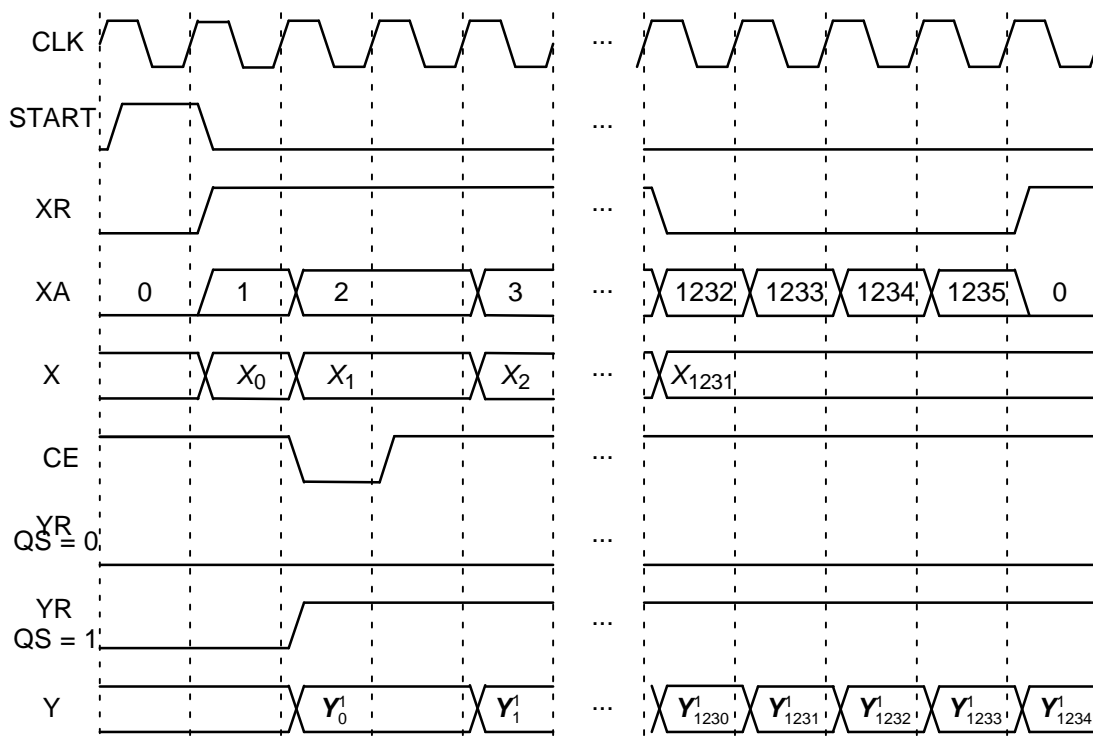 CLK ...
START ...
XR ...
XA 0 1 2 3 ... 1232 1233 1234 1235 0
X X0 X1 X2 ... X1231
CE ...
YR
QS = 0 ...
YR ...
QS = 1
Y Y¹0 Y¹1 ... Y¹1230 Y¹1231 Y¹1232 Y¹1233 Y¹1234